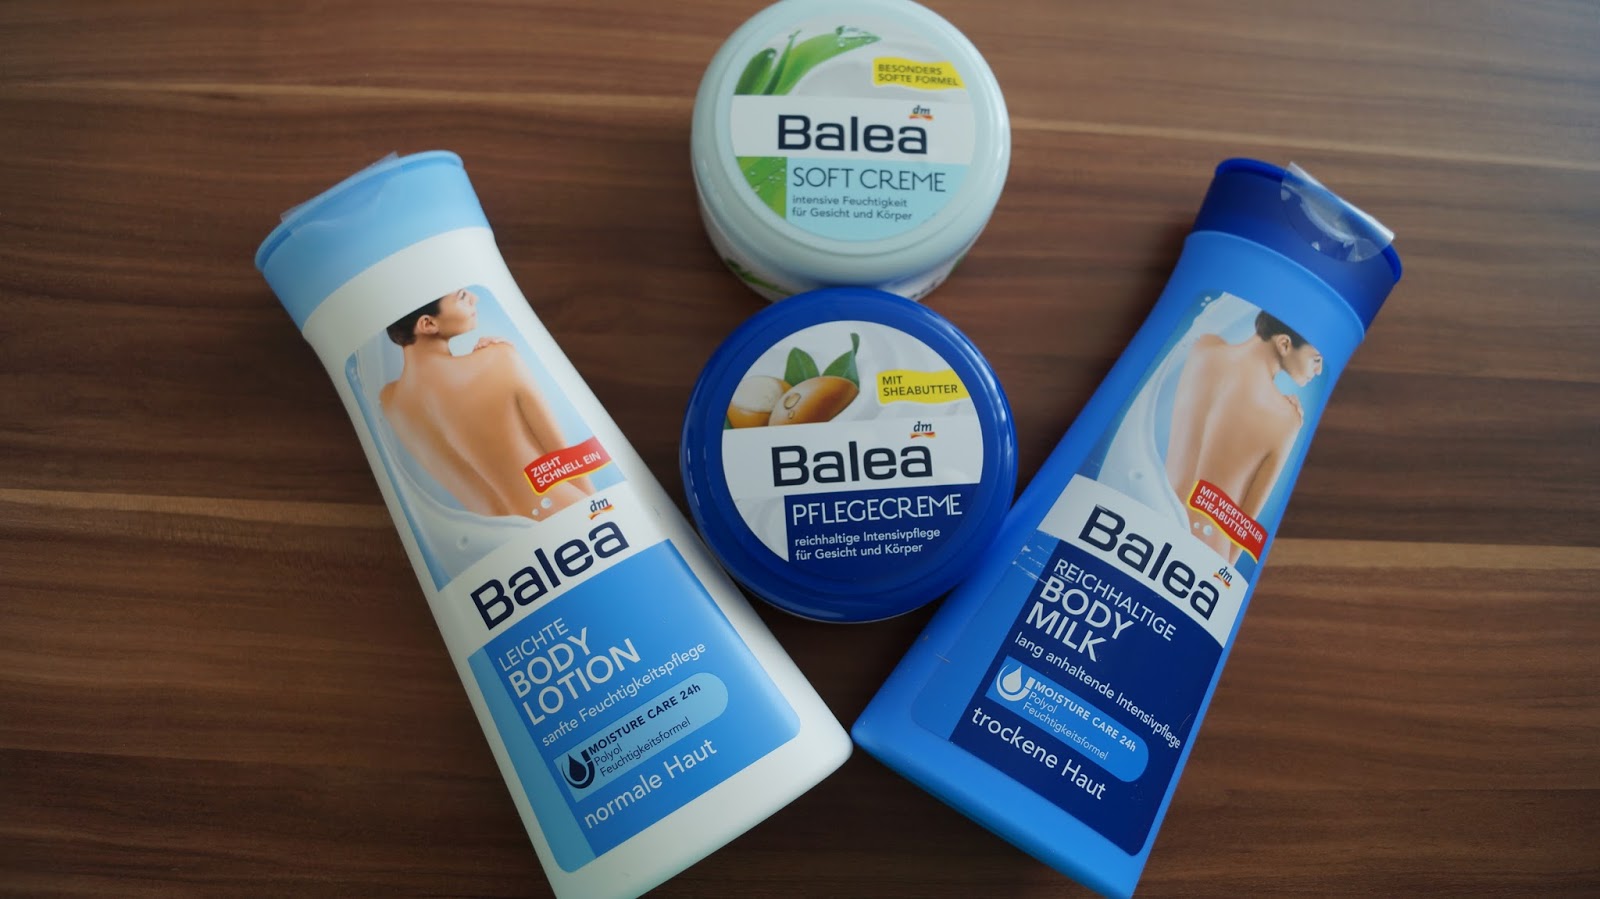 BESONDERS
SOFTE FORMEL
dm
Balea
SOFT CREME
intensive Feuchtigkeit
für Gesicht und Körper
MIT
SHEABUTTER
dm
Balea
PFLEGECREME
reichhaltige Intensivpflege
für Gesicht und Körper
ZIEHT
SCHNELL EIN
dm
Balea
LEICHTE
BODY
LOTION
sanfte Feuchtigkeitspflege
MOISTURE CARE 24h
Polyol
Feuchtigkeitsformel
normale Haut
MIT WERTVOLLER
SHEABUTTER
dm
Balea
REICHHALTIGE
BODY
MILK
lang anhaltende Intensivpflege
MOISTURE CARE 24h
Polyol
Feuchtigkeitsformel
trockene Haut